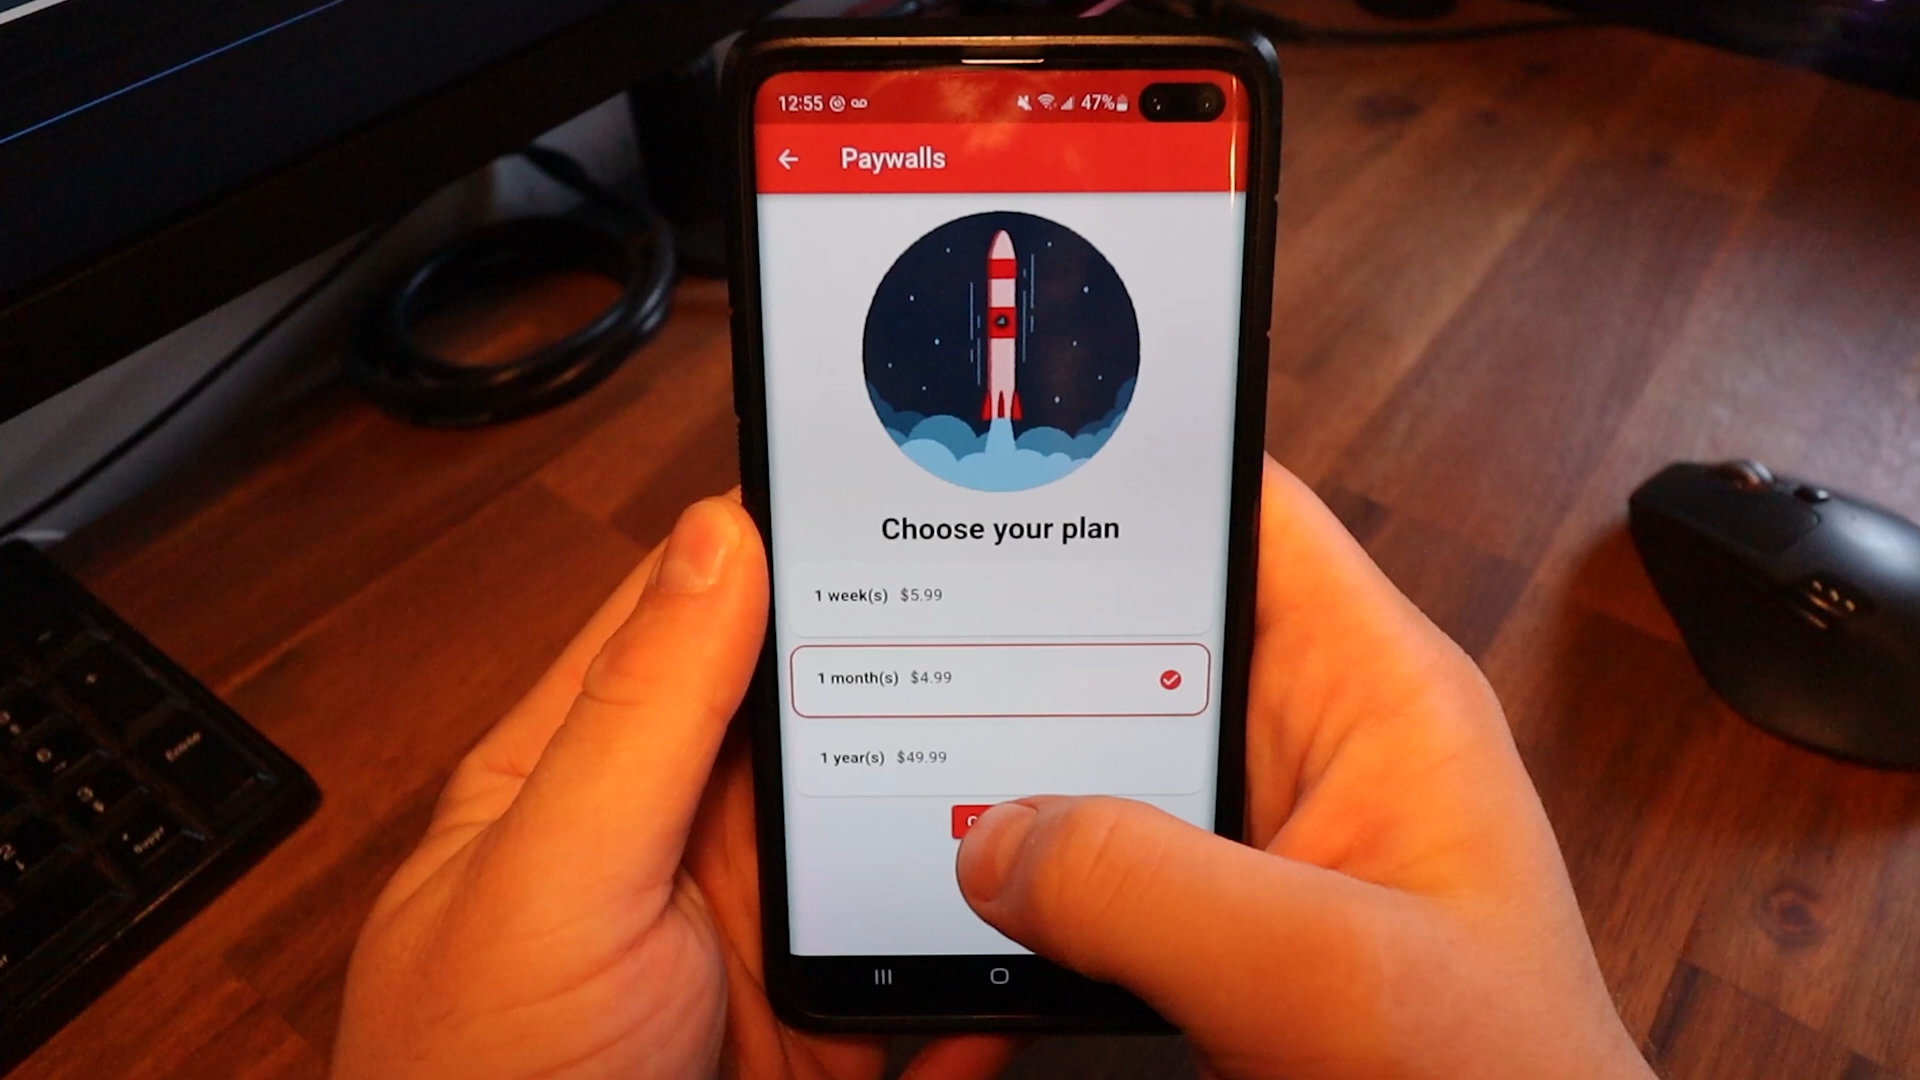 12:55 47%
Paywalls
Choose your plan
1 week(s) $5.99
1 month(s) $4.99
1 year(s) $49.99